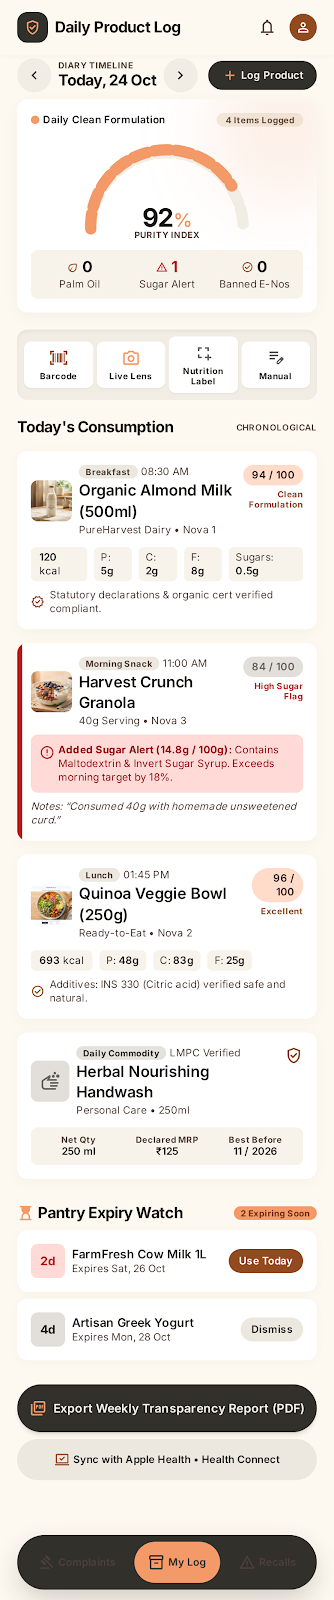 Daily Product Log
DIARY TIMELINE
Today, 24 Oct
Log Product
Daily Clean Formulation
4 Items Logged
92%
PURITY INDEX
0
Palm Oil
1
Sugar Alert
0
Banned E-Nos
Barcode
Live Lens
Nutrition
Label
Manual
Today's Consumption
CHRONOLOGICAL
Breakfast 08:30 AM
94 / 100
Organic Almond Milk
(500ml)
Clean
Formulation
PureHarvest Dairy • Nova 1
120
kcal
P:
5g
C:
2g
F:
8g
Sugars:
0.5g
Statutory declarations & organic cert verified
compliant.
Morning Snack 11:00 AM
84 / 100
Harvest Crunch
Granola
High Sugar
Flag
40g Serving • Nova 3
Added Sugar Alert (14.8g / 100g): Contains
Maltodextrin & Invert Sugar Syrup. Exceeds
morning target by 18%.
Notes: "Consumed 40g with homemade unsweetened
curd."
Lunch 01:45 PM
96 /
100
Quinoa Veggie Bowl
(250g)
Excellent
Ready-to-Eat • Nova 2
693 kcal
P: 48g
C: 83g
F: 25g
Additives: INS 330 (Citric acid) verified safe and
natural.
Daily Commodity LMPC Verified
Herbal Nourishing
Handwash
Personal Care • 250ml
Net Qty
250 ml
Declared MRP
₹125
Best Before
11 / 2026
Pantry Expiry Watch
2 Expiring Soon
2d
FarmFresh Cow Milk 1L
Expires Sat, 26 Oct
Use Today
4d
Artisan Greek Yogurt
Expires Mon, 28 Oct
Dismiss
PDF
Export Weekly Transparency Report (PDF)
Sync with Apple Health • Health Connect
Complaints
My Log
Recalls